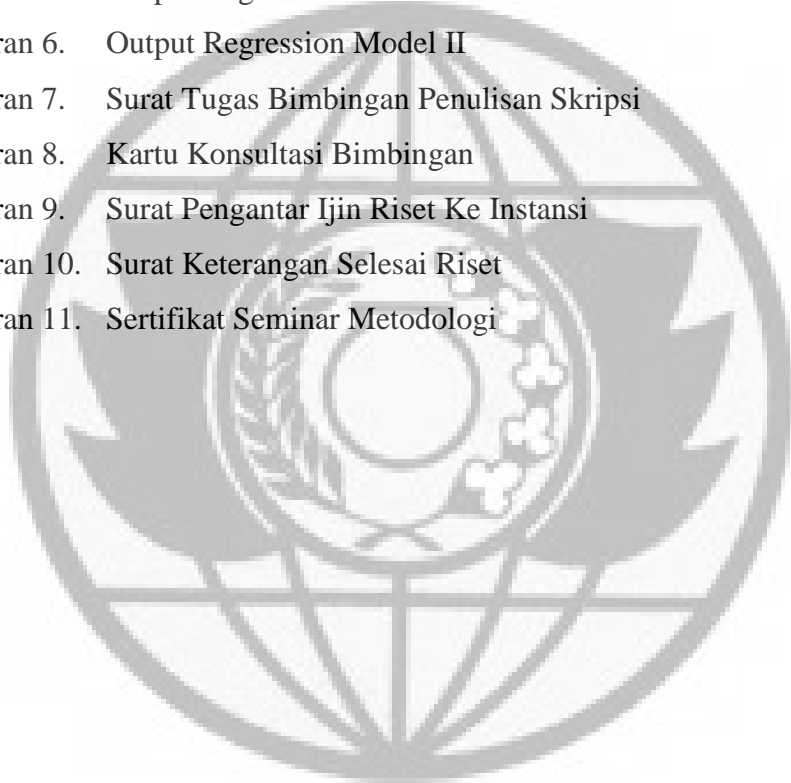 ran 6. Output Regression Model II
ran 7. Surat Tugas Bimbingan Penulisan Skripsi
ran 8. Kartu Konsultasi Bimbingan
ran 9. Surat Pengantar Ijin Riset Ke Instansi
ran 10. Surat Keterangan Selesai Riset
ran 11. Sertifikat Seminar Metodologi